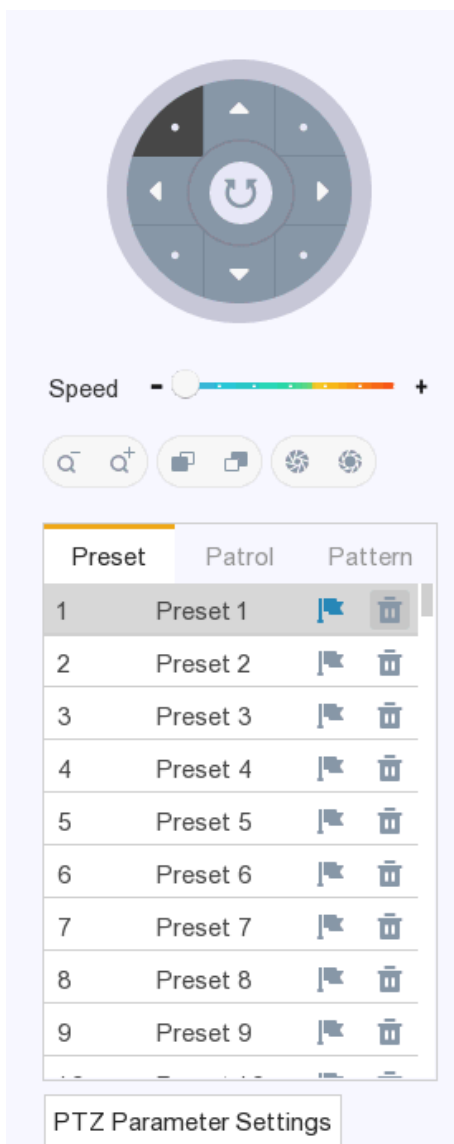 Speed - +
Preset Patrol Pattern
1 Preset 1
2 Preset 2
3 Preset 3
4 Preset 4
5 Preset 5
6 Preset 6
7 Preset 7
8 Preset 8
9 Preset 9
PTZ Parameter Settings